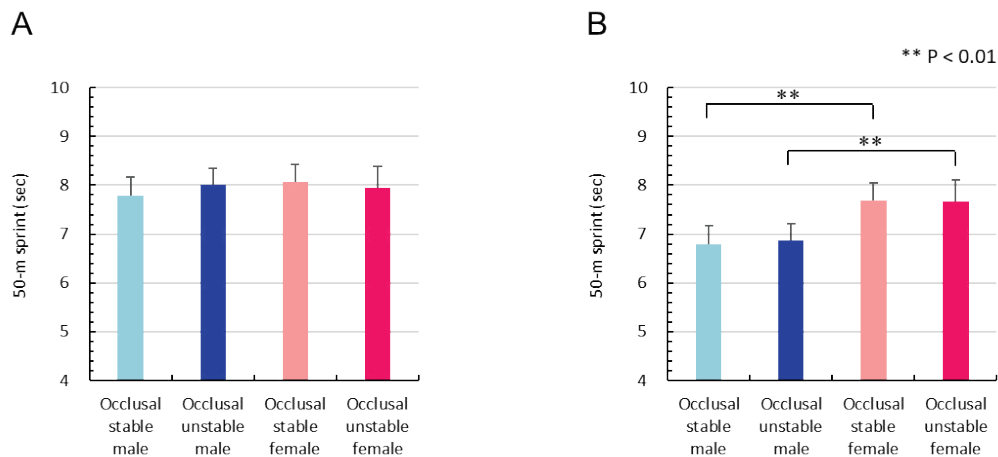 A
50-m sprint (sec)
10
9
8
7
6
5
4
Occlusal stable male
Occlusal unstable male
Occlusal stable female
Occlusal unstable female
B
** P < 0.01
50-m sprint (sec)
10
9
8
7
6
5
4
**
**
Occlusal stable male
Occlusal unstable male
Occlusal stable female
Occlusal unstable female